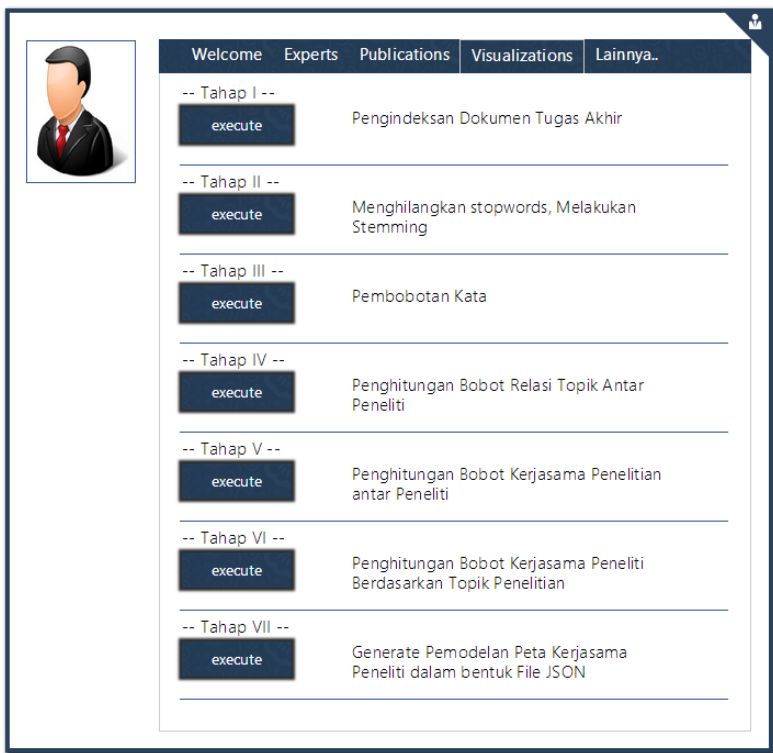 Welcome Experts Publications Visualizations Lainnya..
-- Tahap I --
execute
Pengindeksan Dokumen Tugas Akhir
-- Tahap II --
execute
Menghilangkan stopwords, Melakukan
Stemming
-- Tahap III --
execute
Pembobotan Kata
-- Tahap IV --
execute
Penghitungan Bobot Relasi Topik Antar
Peneliti
-- Tahap V --
execute
Penghitungan Bobot Kerjasama Penelitian
antar Peneliti
-- Tahap VI --
execute
Penghitungan Bobot Kerjasama Peneliti
Berdasarkan Topik Penelitian
-- Tahap VII --
execute
Generate Pemodelan Peta Kerjasama
Peneliti dalam bentuk File JSON